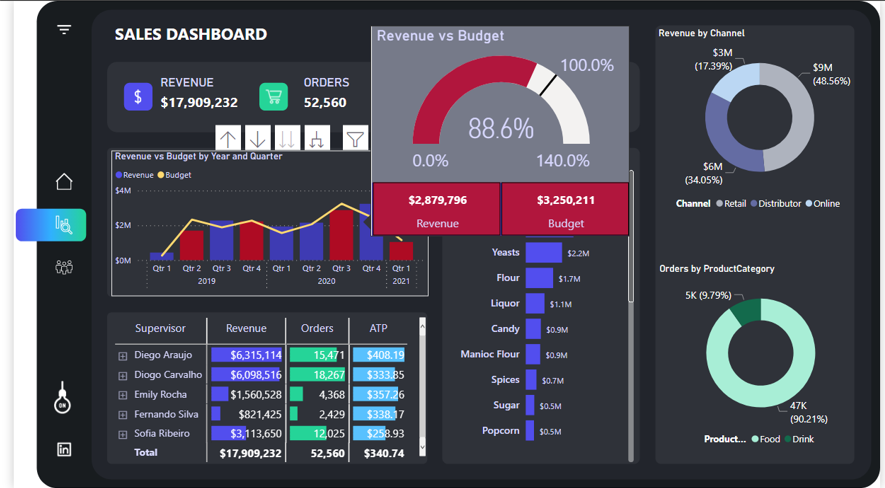 SALES DASHBOARD
REVENUE
$17,909,232
ORDERS
52,560
Revenue vs Budget
100.0%
88.6%
0.0%
140.0%
$2,879,796
Revenue
$3,250,211
Budget
Revenue by Channel
$3M
(17.39%)
$9M
(48.56%)
$6M
(34.05%)
Channel Retail Distributor Online
Revenue vs Budget by Year and Quarter
Revenue Budget
$4M
$2M
$0M
Qtr 1 Qtr 2 Qtr 3 Qtr 4 Qtr 1 Qtr 2 Qtr 3 Qtr 4 Qtr 1
2019 2020 2021
Yeasts $2.2M
Flour $1.7M
Liquor $1.1M
Candy $0.9M
Manioc Flour $0.9M
Spices $0.7M
Sugar $0.5M
Popcorn $0.5M
Orders by ProductCategory
5K (9.79%)
47K
(90.21%)
Product... Food Drink
Supervisor Revenue Orders ATP
Diego Araujo $6,315,114 15,471 $408.19
Diogo Carvalho $6,098,516 18,267 $333.85
Emily Rocha $1,560,528 4,368 $357.26
Fernando Silva $821,425 2,429 $338.17
Sofia Ribeiro $3,113,650 12,025 $258.93
Total $17,909,232 52,560 $340.74
ON
in